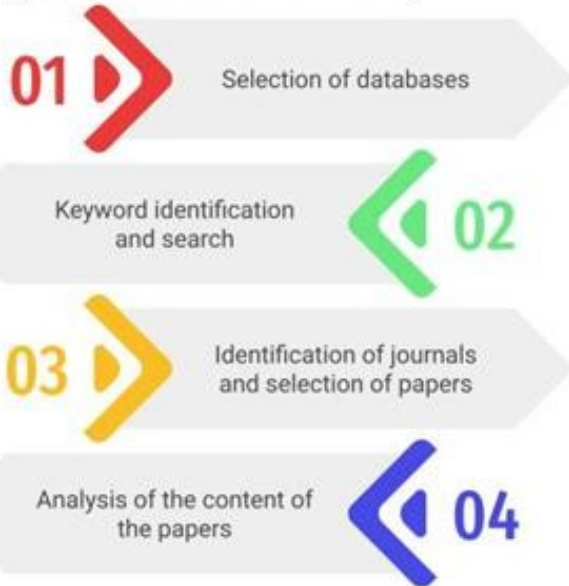 01
Selection of databases
Keyword identification
and search
02
03
Identification of journals
and selection of papers
Analysis of the content of
the papers
04